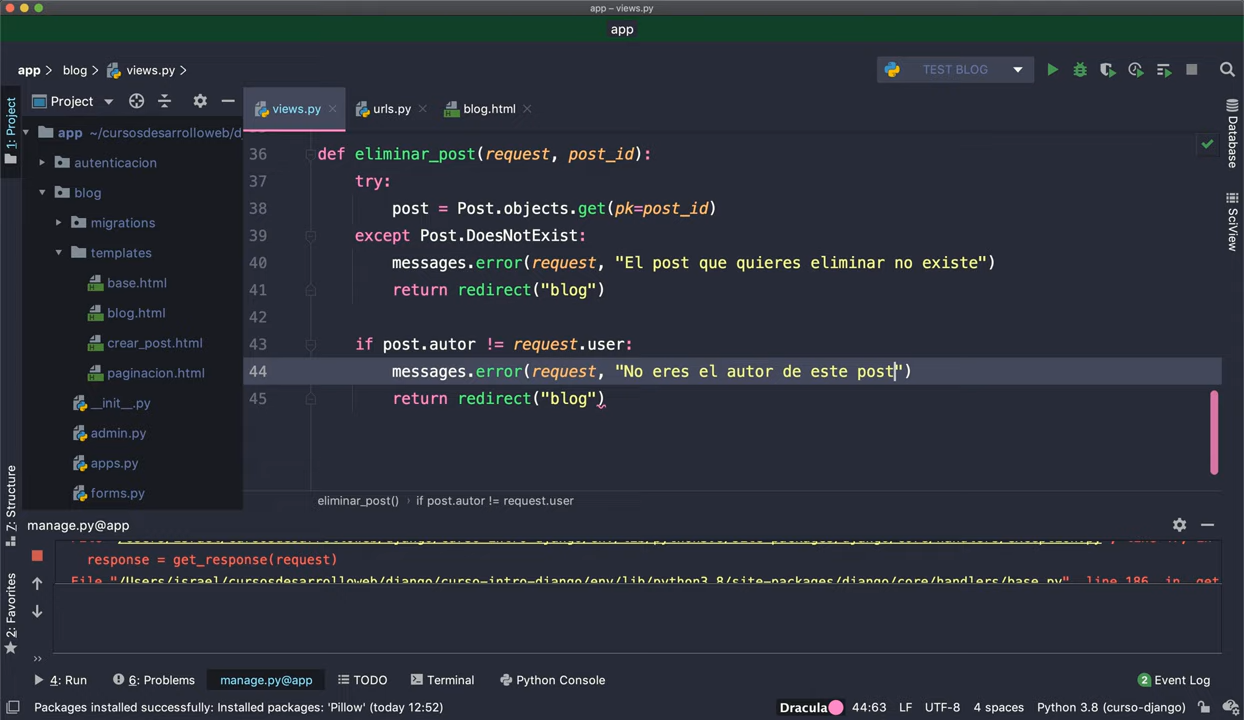 app – views.py
app
app
blog
views.py
TEST BLOG
1: Project
Project
views.py
urls.py
blog.html
Database
SciView
app ~/cursosdesarrolloweb/d
autenticacion
blog
migrations
templates
base.html
blog.html
crear_post.html
paginacion.html
__init__.py
admin.py
apps.py
forms.py
36 def eliminar_post(request, post_id):
37 try:
38 post = Post.objects.get(pk=post_id)
39 except Post.DoesNotExist:
40 messages.error(request, "El post que quieres eliminar no existe")
41 return redirect("blog")
42
43 if post.autor != request.user:
44 messages.error(request, "No eres el autor de este post")
45 return redirect("blog")
eliminar_post() › if post.autor != request.user
7: Structure
2: Favorites
manage.py@app
response = get_response(request)
File "/Users/israel/cursosdesarrolloweb/django/curso-intro-django/env/lib/python3.8/site-packages/django/core/handlers/base.py", line 186, in _get
4: Run
6: Problems
manage.py@app
TODO
Terminal
Python Console
2 Event Log
Packages installed successfully: Installed packages: 'Pillow' (today 12:52)
Dracula
44:63
LF
UTF-8
4 spaces
Python 3.8 (curso-django)